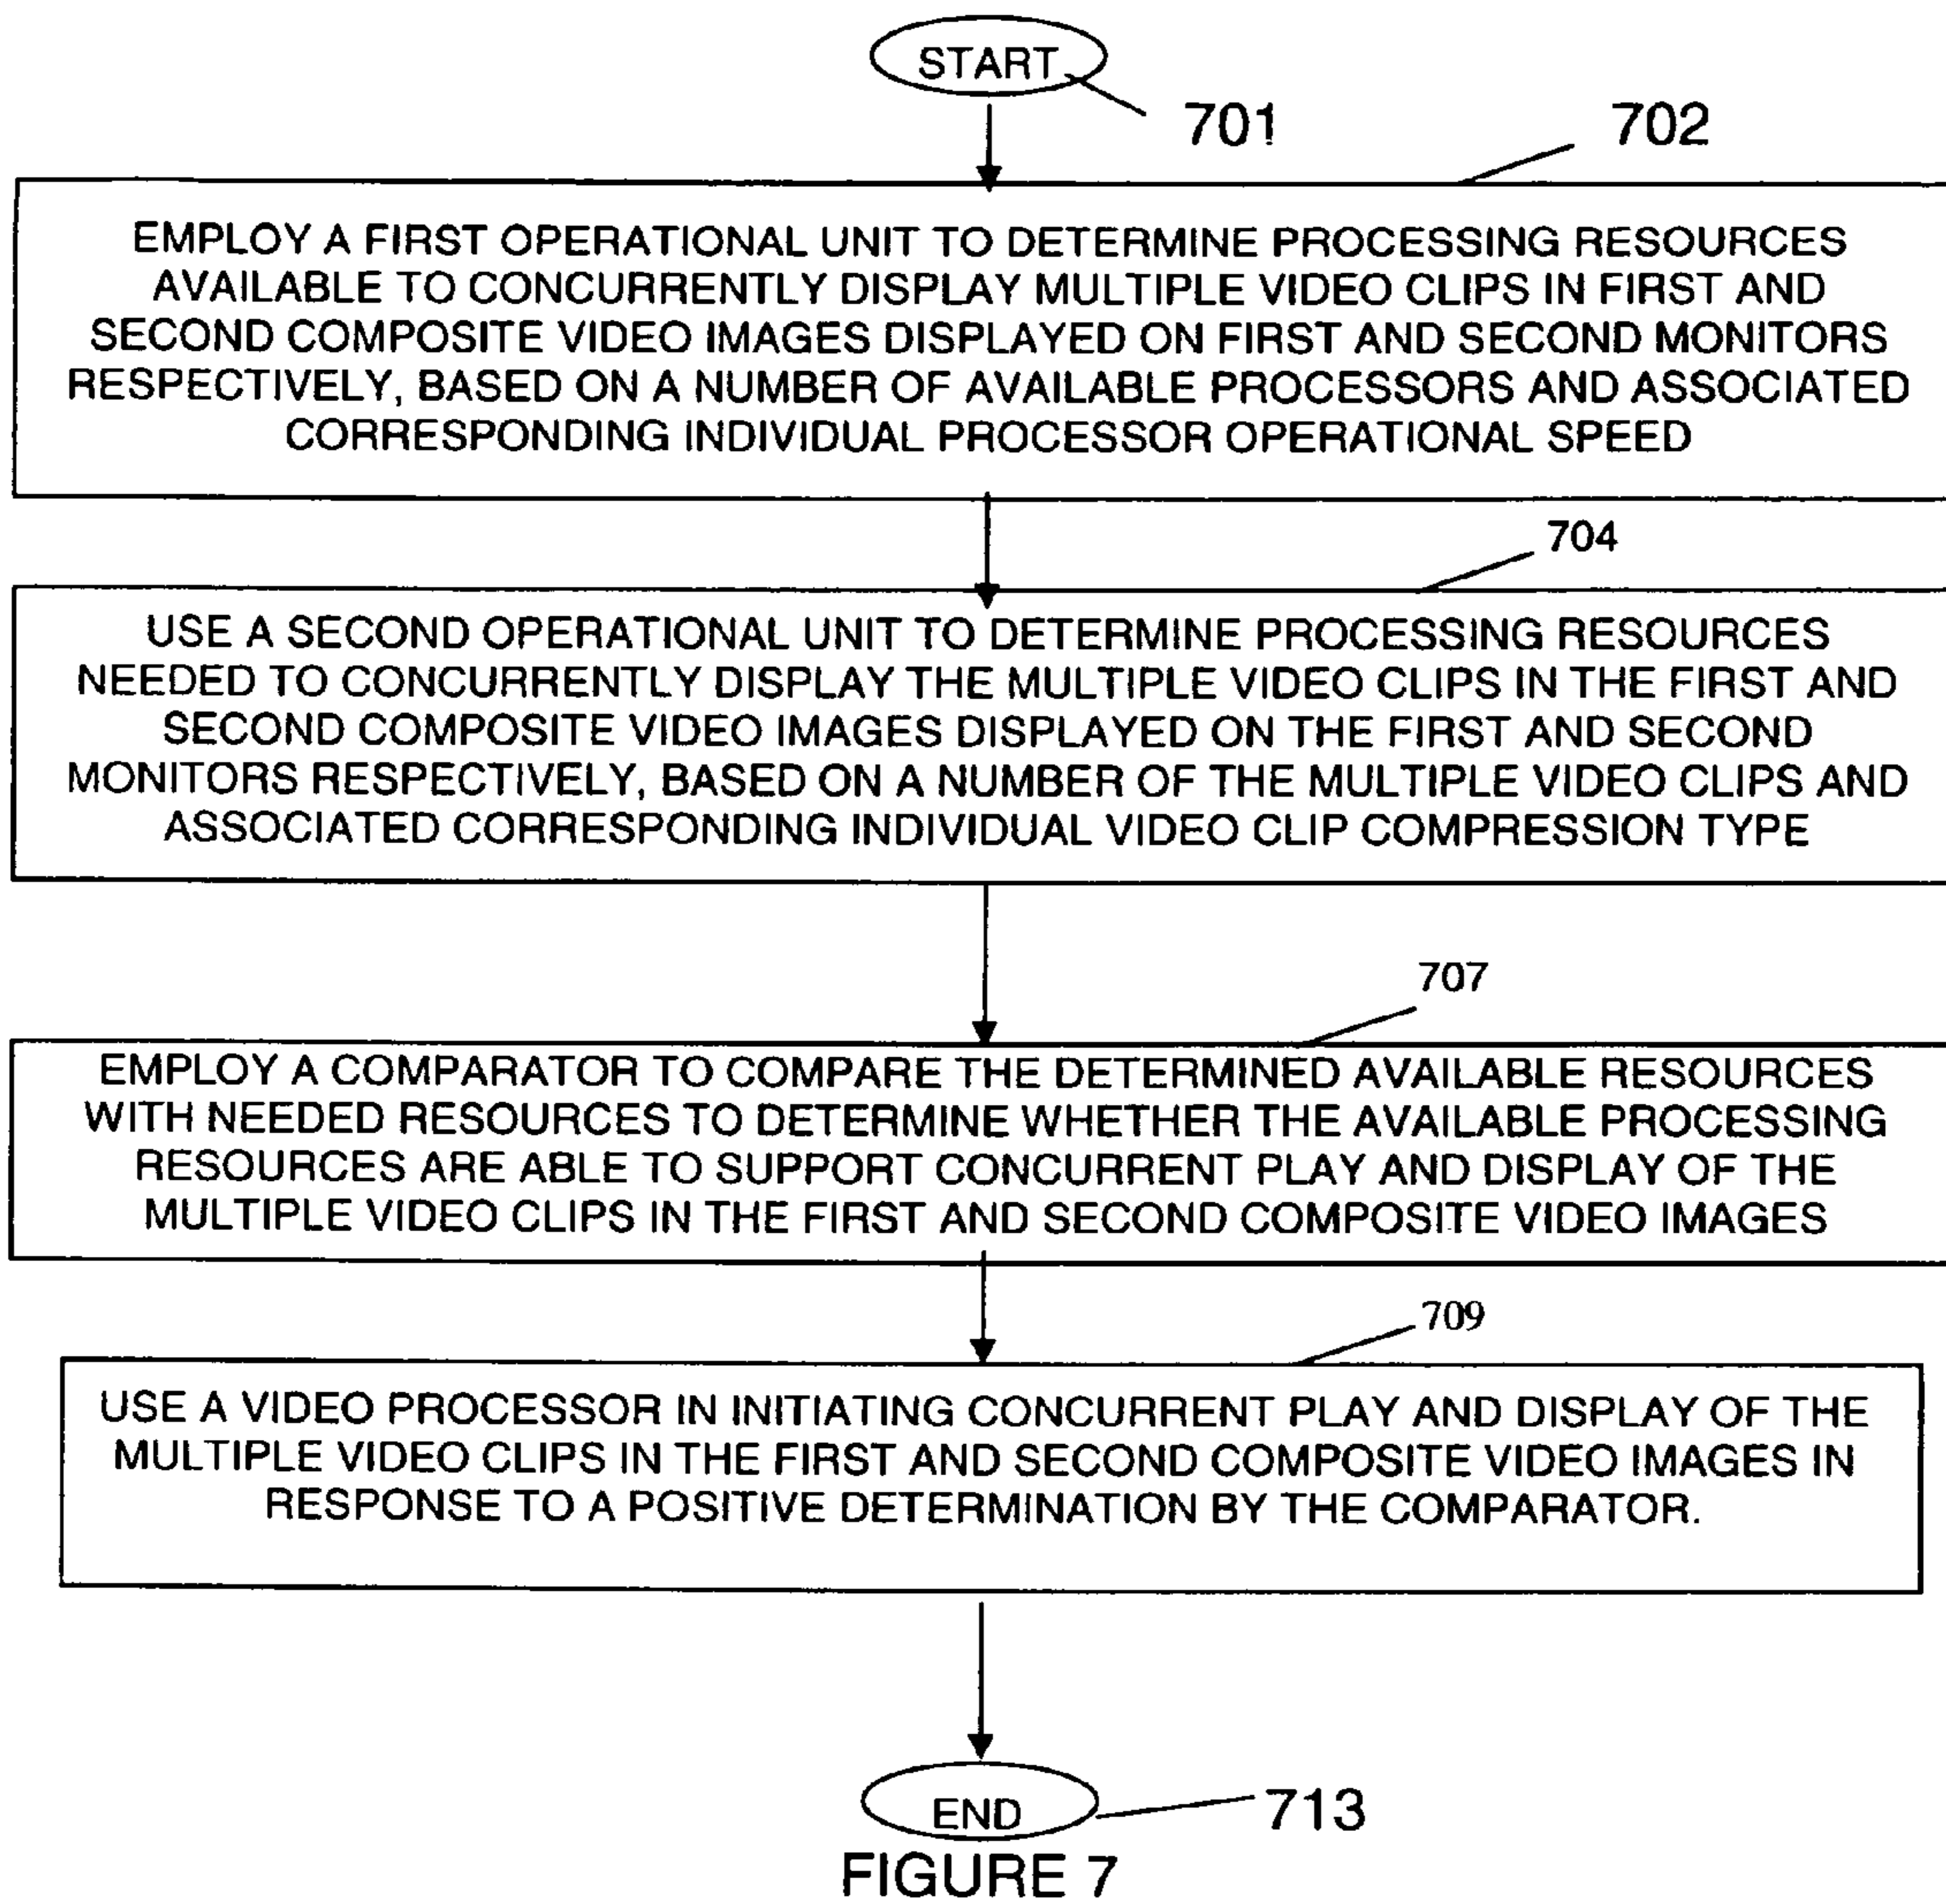 START
701
702
EMPLOY A FIRST OPERATIONAL UNIT TO DETERMINE PROCESSING RESOURCES
AVAILABLE TO CONCURRENTLY DISPLAY MULTIPLE VIDEO CLIPS IN FIRST AND
SECOND COMPOSITE VIDEO IMAGES DISPLAYED ON FIRST AND SECOND MONITORS
RESPECTIVELY, BASED ON A NUMBER OF AVAILABLE PROCESSORS AND ASSOCIATED
CORRESPONDING INDIVIDUAL PROCESSOR OPERATIONAL SPEED
704
USE A SECOND OPERATIONAL UNIT TO DETERMINE PROCESSING RESOURCES
NEEDED TO CONCURRENTLY DISPLAY THE MULTIPLE VIDEO CLIPS IN THE FIRST AND
SECOND COMPOSITE VIDEO IMAGES DISPLAYED ON THE FIRST AND SECOND
MONITORS RESPECTIVELY, BASED ON A NUMBER OF THE MULTIPLE VIDEO CLIPS AND
ASSOCIATED CORRESPONDING INDIVIDUAL VIDEO CLIP COMPRESSION TYPE
707
EMPLOY A COMPARATOR TO COMPARE THE DETERMINED AVAILABLE RESOURCES
WITH NEEDED RESOURCES TO DETERMINE WHETHER THE AVAILABLE PROCESSING
RESOURCES ARE ABLE TO SUPPORT CONCURRENT PLAY AND DISPLAY OF THE
MULTIPLE VIDEO CLIPS IN THE FIRST AND SECOND COMPOSITE VIDEO IMAGES
709
USE A VIDEO PROCESSOR IN INITIATING CONCURRENT PLAY AND DISPLAY OF THE
MULTIPLE VIDEO CLIPS IN THE FIRST AND SECOND COMPOSITE VIDEO IMAGES IN
RESPONSE TO A POSITIVE DETERMINATION BY THE COMPARATOR.
END
713
FIGURE 7